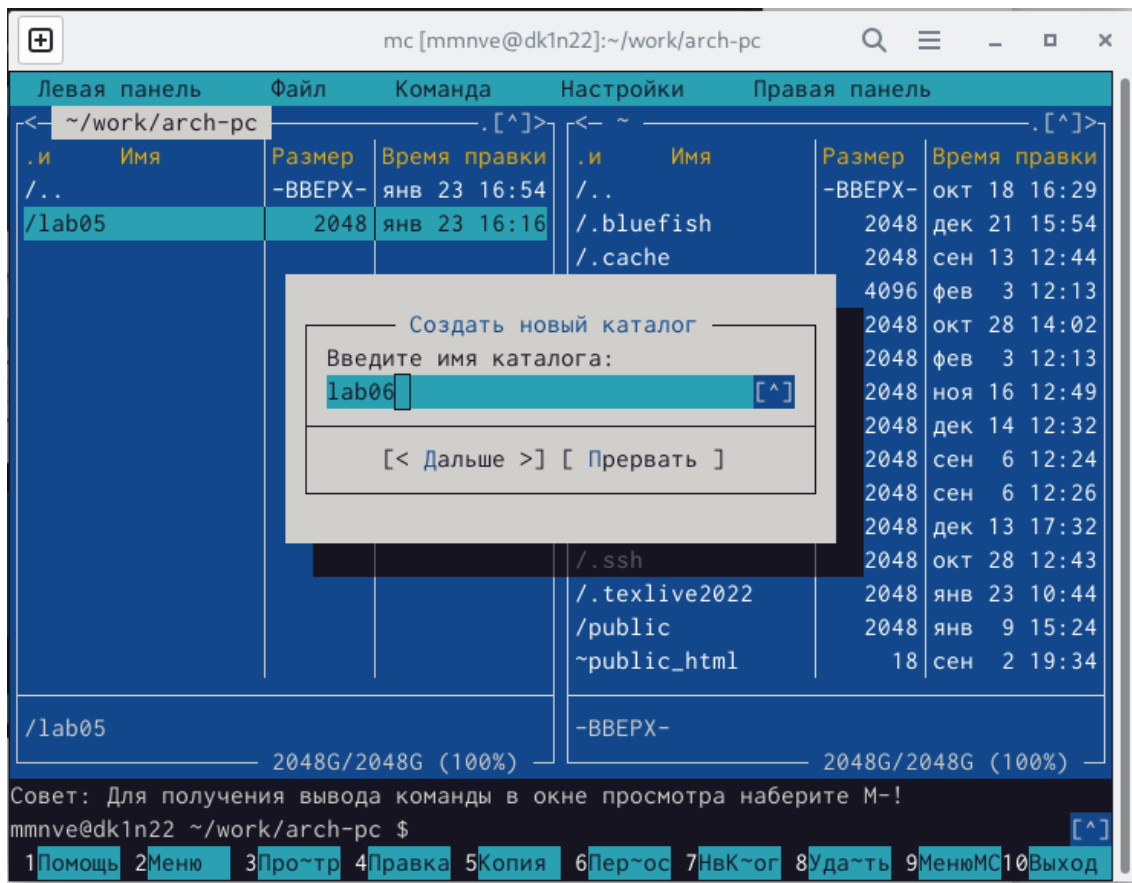 mc [mmnve@dk1n22]:~/work/arch-pc
Левая панель Файл Команда Настройки Правая панель
<— ~/work/arch-pc .[^]> <— ~ .[^]>
.и Имя Размер Время правки .и Имя Размер Время правки
/.. -ВВЕРХ- янв 23 16:54 /.. -ВВЕРХ- окт 18 16:29
/lab05 2048 янв 23 16:16 /.bluefish 2048 дек 21 15:54
/.cache 2048 сен 13 12:44
4096 фев 3 12:13
Создать новый каталог 2048 окт 28 14:02
Введите имя каталога: 2048 фев 3 12:13
lab06 [^] 2048 ноя 16 12:49
2048 дек 14 12:32
[< Дальше >] [ Прервать ] 2048 сен 6 12:24
2048 сен 6 12:26
2048 дек 13 17:32
/.ssh 2048 окт 28 12:43
/.texlive2022 2048 янв 23 10:44
/public 2048 янв 9 15:24
~public_html 18 сен 2 19:34
/lab05 -ВВЕРХ-
2048G/2048G (100%) 2048G/2048G (100%)
Совет: Для получения вывода команды в окне просмотра наберите M-!
mmnve@dk1n22 ~/work/arch-pc $ [^]
1Помощь 2Меню 3Про~тр 4Правка 5Копия 6Пер~ос 7НвК~ог 8Уда~ть 9МенюМС 10Выход